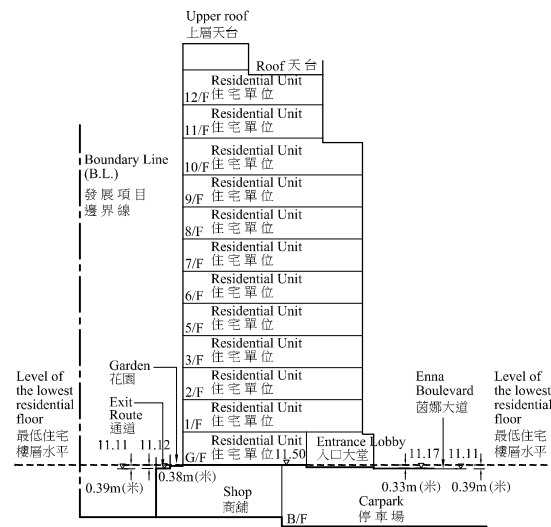 Upper roof
上層天台
Roof 天台
Residential Unit
12/F 住宅單位
Residential Unit
11/F 住宅單位
Residential Unit
10/F 住宅單位
Residential Unit
9/F 住宅單位
Residential Unit
8/F 住宅單位
Residential Unit
7/F 住宅單位
Residential Unit
6/F 住宅單位
Residential Unit
5/F 住宅單位
Residential Unit
3/F 住宅單位
Residential Unit
2/F 住宅單位
Residential Unit
1/F 住宅單位
Residential Unit
G/F 住宅單位
11.50
Boundary Line
(B.L.)
發展項目
邊界線
Garden
花園
Exit
Route
通道
Level of
the lowest
residential
floor
最低住宅
樓層水平
11.11
11.12
0.39m(米)
0.38m(米)
Entrance Lobby
入口大堂
Enna
Boulevard
茵娜大道
Level of
the lowest
residential
floor
最低住宅
樓層水平
11.17
11.11
0.33m(米)
0.39m(米)
Shop
商舖
Carpark
停車場
B/F